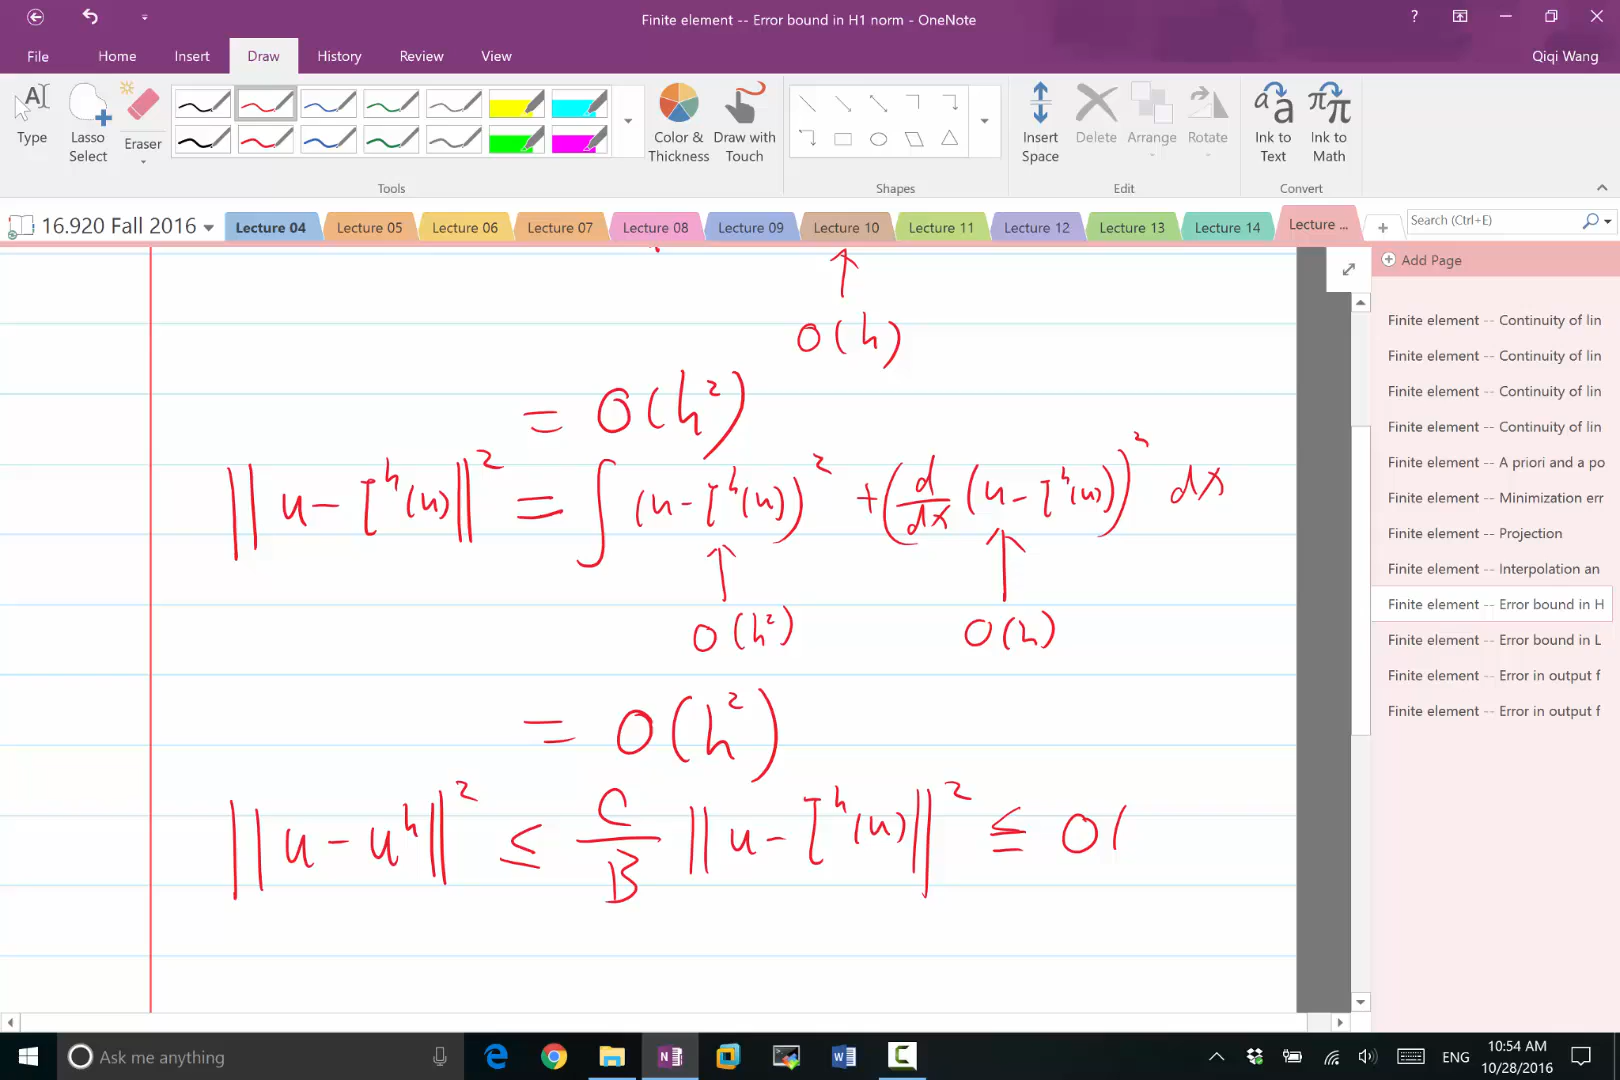 Finite element -- Error bound in H1 norm - OneNote
?
File Home Insert Draw History Review View
Qiqi Wang
Type
Lasso Select
Eraser
Color & Thickness
Draw with Touch
Insert Space
Delete
Arrange
Rotate
Ink to Text
Ink to Math
Tools
Shapes
Edit
Convert
16.920 Fall 2016
Lecture 04 Lecture 05 Lecture 06 Lecture 07 Lecture 08 Lecture 09 Lecture 10 Lecture 11 Lecture 12 Lecture 13 Lecture 14 Lecture ...
Search (Ctrl+E)
Add Page
Finite element -- Continuity of lin
Finite element -- Continuity of lin
Finite element -- Continuity of lin
Finite element -- Continuity of lin
Finite element -- A priori and a po
Finite element -- Minimization err
Finite element -- Projection
Finite element -- Interpolation an
Finite element -- Error bound in H
Finite element -- Error bound in L
Finite element -- Error in output f
Finite element -- Error in output f
↑
O(h)
= O(h²)
||u - Iʰ(u)||² = ∫ (u - Iʰ(u))² + (d/dx (u - Iʰ(u)))² dx
↑ ↑
O(h²) O(h)
= O(h²)
||u - uʰ||² ≤ C/B ||u - Iʰ(u)||² ≤ O(
Ask me anything
ENG
10:54 AM
10/28/2016